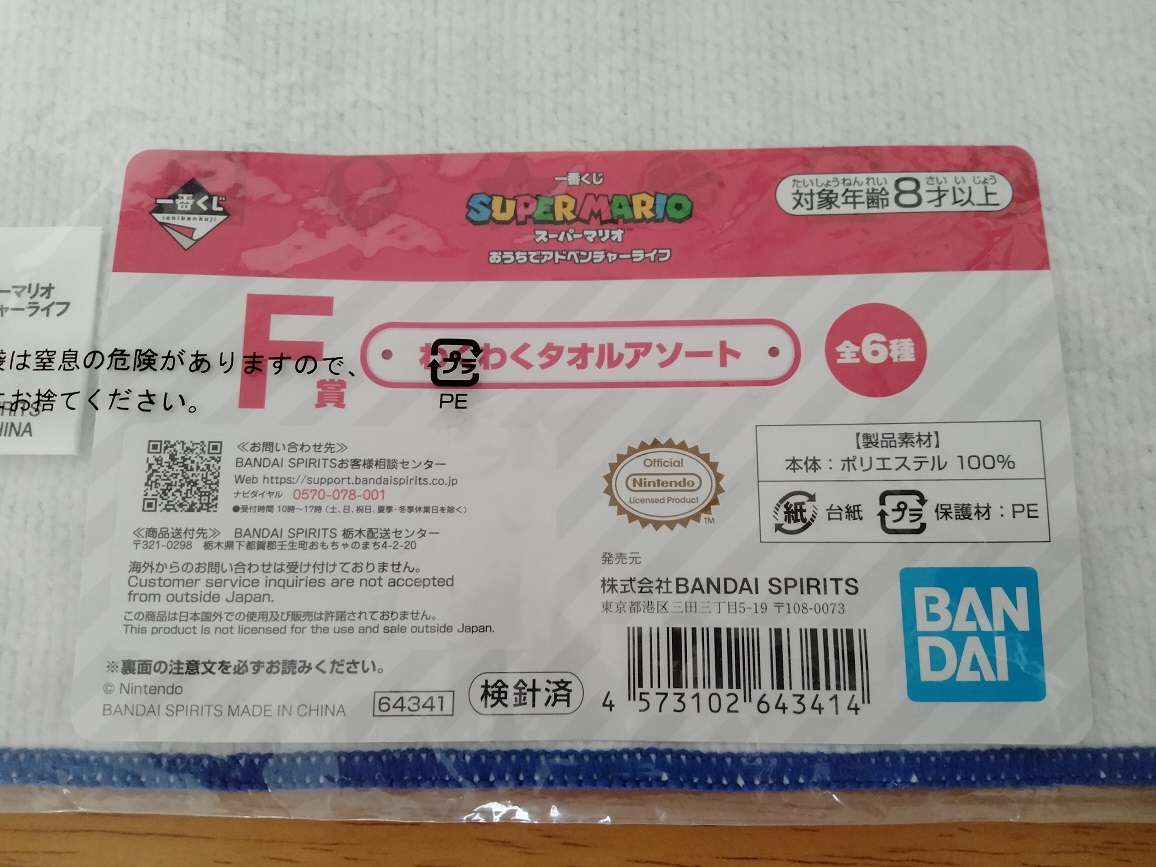 一番くじ
ichibankuji
一番くじ
SUPER MARIO
スーパーマリオ
おうちでアドベンチャーライフ
たいしょうねんれい さいいじょう
対象年齢8才以上
ーマリオ
ャーライフ
F賞
わくわくタオルアソート
全6種
は窒息の危険がありますので、
お捨てください。
プラ
PE
HINA
≪お問い合わせ先≫
BANDAI SPIRITSお客様相談センター
Web https://support.bandaispirits.co.jp
ナビダイヤル 0570-078-001
●受付時間 10時〜17時(土、日、祝日、夏季・冬季休業日を除く)
≪商品送付先≫ BANDAI SPIRITS 栃木配送センター
〒321-0298 栃木県下都賀郡壬生町おもちゃのまち4-2-20
海外からのお問い合わせは受け付けておりません。
Customer service inquiries are not accepted
from outside Japan.
この商品は日本国外での使用及び販売は許諾されておりません。
This product is not licensed for the use and sale outside Japan.
※裏面の注意文を必ずお読みください。
© Nintendo
BANDAI SPIRITS MADE IN CHINA
64341
検針済
Official
Nintendo
Licensed Product
TM
【製品素材】
本体:ポリエステル 100%
紙 台紙 プラ 保護材:PE
発売元
株式会社BANDAI SPIRITS
東京都港区三田三丁目5-19 〒108-0073
4 573102 643414
BAN
DAI